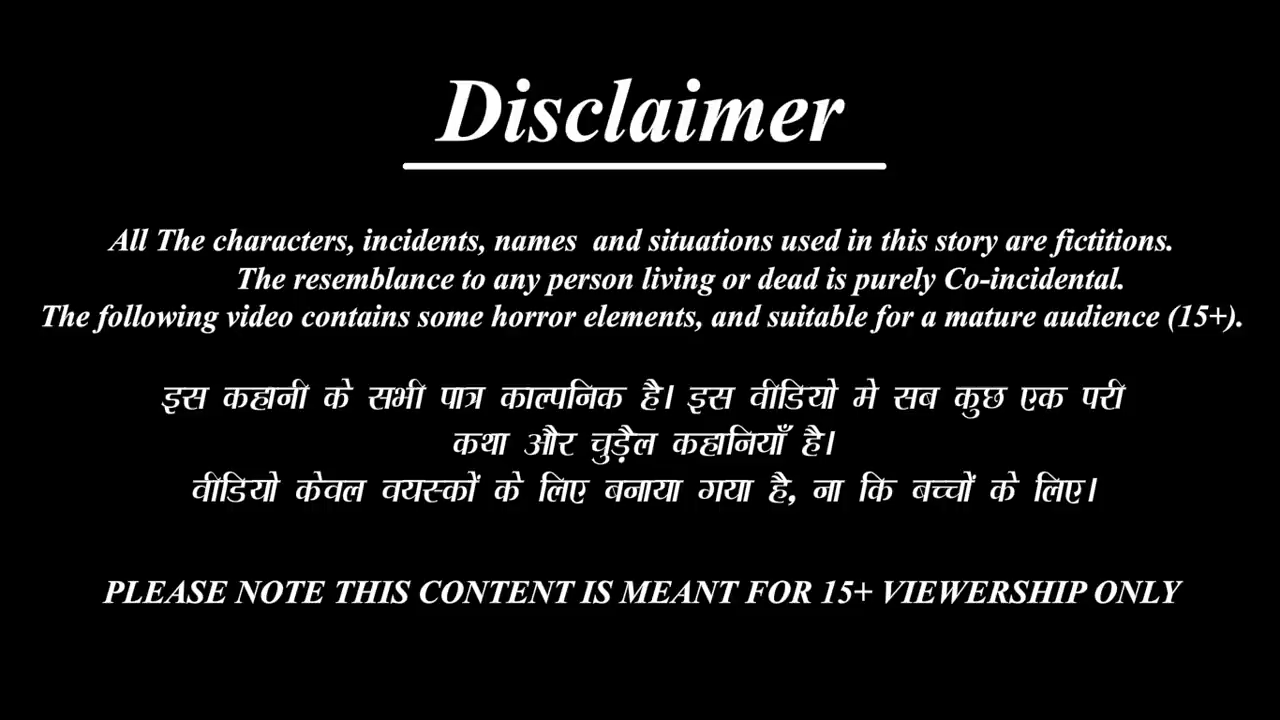 Disclaimer
All The characters, incidents, names and situations used in this story are fictitions.
The resemblance to any person living or dead is purely Co-incidental.
The following video contains some horror elements, and suitable for a mature audience (15+).
इस कहानी के सभी पात्र काल्पनिक है। इस वीडियो मे सब कुछ एक परी
कथा और चुड़ैल कहानियाँ है।
वीडियो केवल वयस्कों के लिए बनाया गया है, ना कि बच्चों के लिए।
PLEASE NOTE THIS CONTENT IS MEANT FOR 15+ VIEWERSHIP ONLY